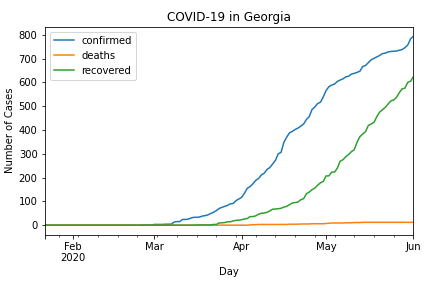 COVID-19 in Georgia
confirmed
deaths
recovered
Number of Cases
800
700
600
500
400
300
200
100
0
Feb Mar Apr May Jun
2020
Day